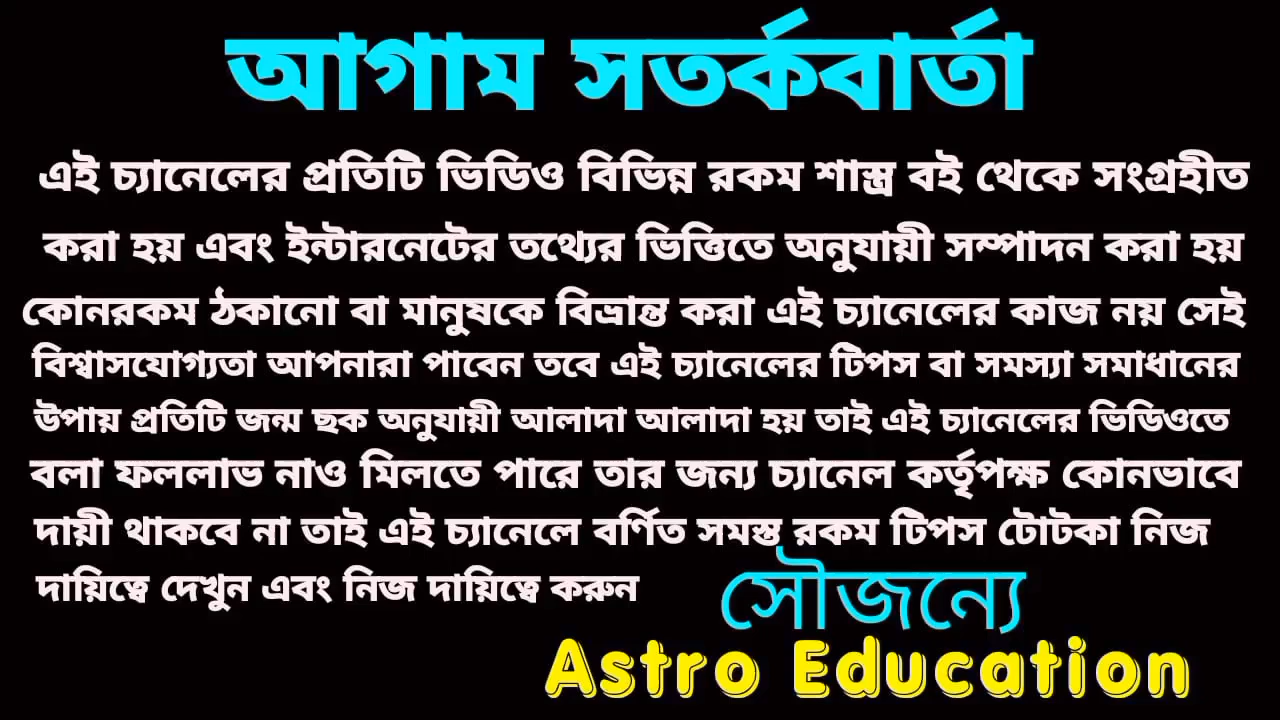 আগাম সতর্কবার্তা
এই চ্যানেলের প্রতিটি ভিডিও বিভিন্ন রকম শাস্ত্র বই থেকে সংগ্রহীত
করা হয় এবং ইন্টারনেটের তথ্যের ভিত্তিতে অনুযায়ী সম্পাদন করা হয়
কোনরকম ঠকানো বা মানুষকে বিভ্রান্ত করা এই চ্যানেলের কাজ নয় সেই
বিশ্বাসযোগ্যতা আপনারা পাবেন তবে এই চ্যানেলের টিপস বা সমস্যা সমাধানের
উপায় প্রতিটি জন্ম ছক অনুযায়ী আলাদা আলাদা হয় তাই এই চ্যানেলের ভিডিওতে
বলা ফললাভ নাও মিলতে পারে তার জন্য চ্যানেল কর্তৃপক্ষ কোনভাবে
দায়ী থাকবে না তাই এই চ্যানেলে বর্ণিত সমস্ত রকম টিপস টোটকা নিজ
দায়িত্বে দেখুন এবং নিজ দায়িত্বে করুন
সৌজন্যে
Astro Education